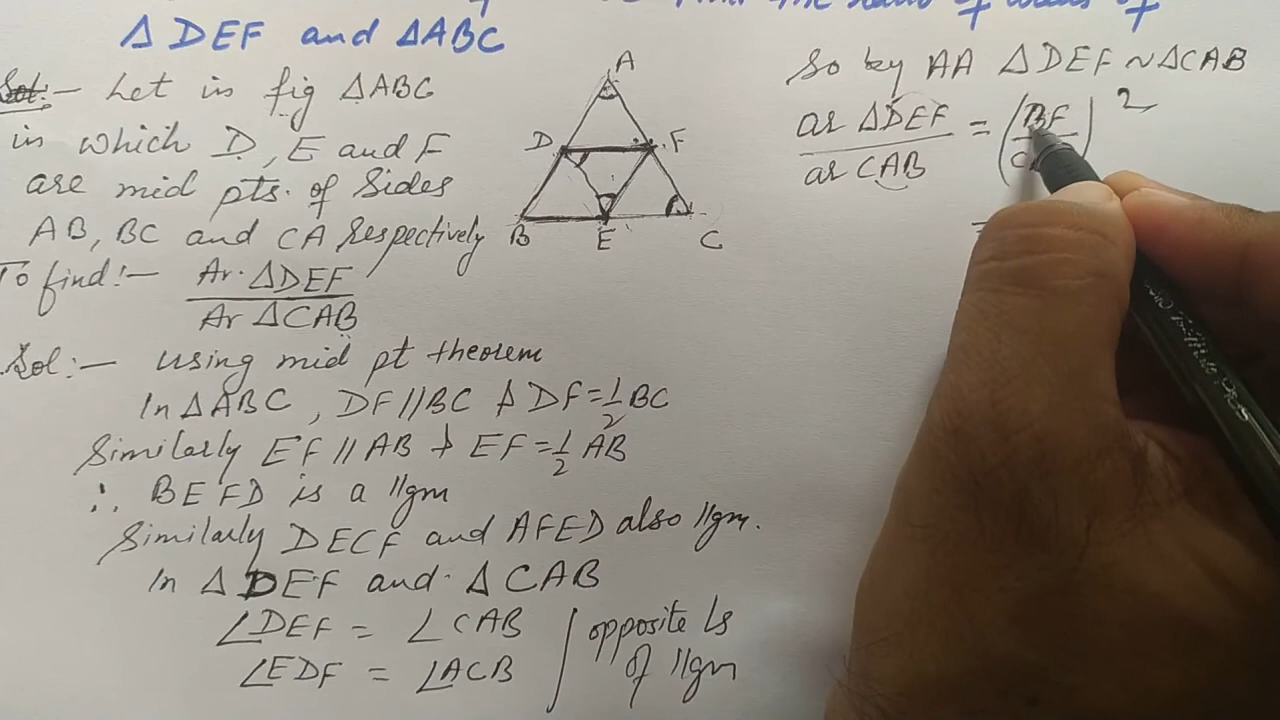 Δ DEF and ΔABC
Sol:- Let in fig ΔABC
in which D, E and F
are mid pts. of Sides
AB, BC and CA respectively
To find:- Ar. ΔDEF
Ar ΔCAB
Sol:- using mid pt theorem
In ΔABC, DF//BC & DF=1/2 BC
Similarly EF // AB & EF=1/2 AB
∴ BEFD is a //gm
Similarly DECF and AFED also //gm.
In Δ DEF and ΔCAB
∠DEF = ∠CAB
∠EDF = ∠ACB
opposite ∠s
of //gm
A
D
F
B
E
C
So by AA ΔDEF ~ ΔCAB
ar ΔDEF = ( F )²
ar CAB C
=